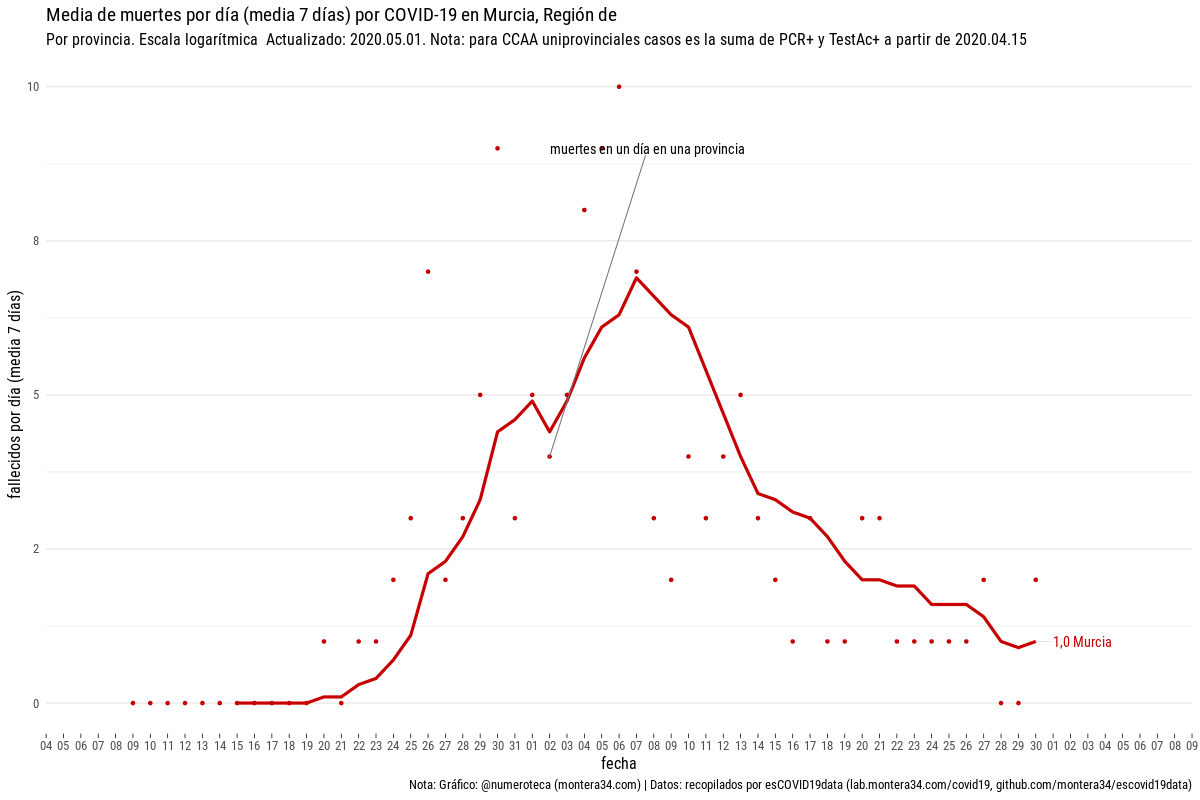 Media de muertes por día (media 7 días) por COVID-19 en Murcia, Región de
Por provincia. Escala logarítmica  Actualizado: 2020.05.01. Nota: para CCAA uniprovinciales casos es la suma de PCR+ y TestAc+ a partir de 2020.04.15
fallecidos por día (media 7 días)
10
8
5
2
0
muertes en un día en una provincia
1,0 Murcia
04 05 06 07 08 09 10 11 12 13 14 15 16 17 18 19 20 21 22 23 24 25 26 27 28 29 30 31 01 02 03 04 05 06 07 08 09 10 11 12 13 14 15 16 17 18 19 20 21 22 23 24 25 26 27 28 29 30 01 02 03 04 05 06 07 08 09
fecha
Nota: Gráfico: @numeroteca (montera34.com) | Datos: recopilados por esCOVID19data (lab.montera34.com/covid19, github.com/montera34/escovid19data)